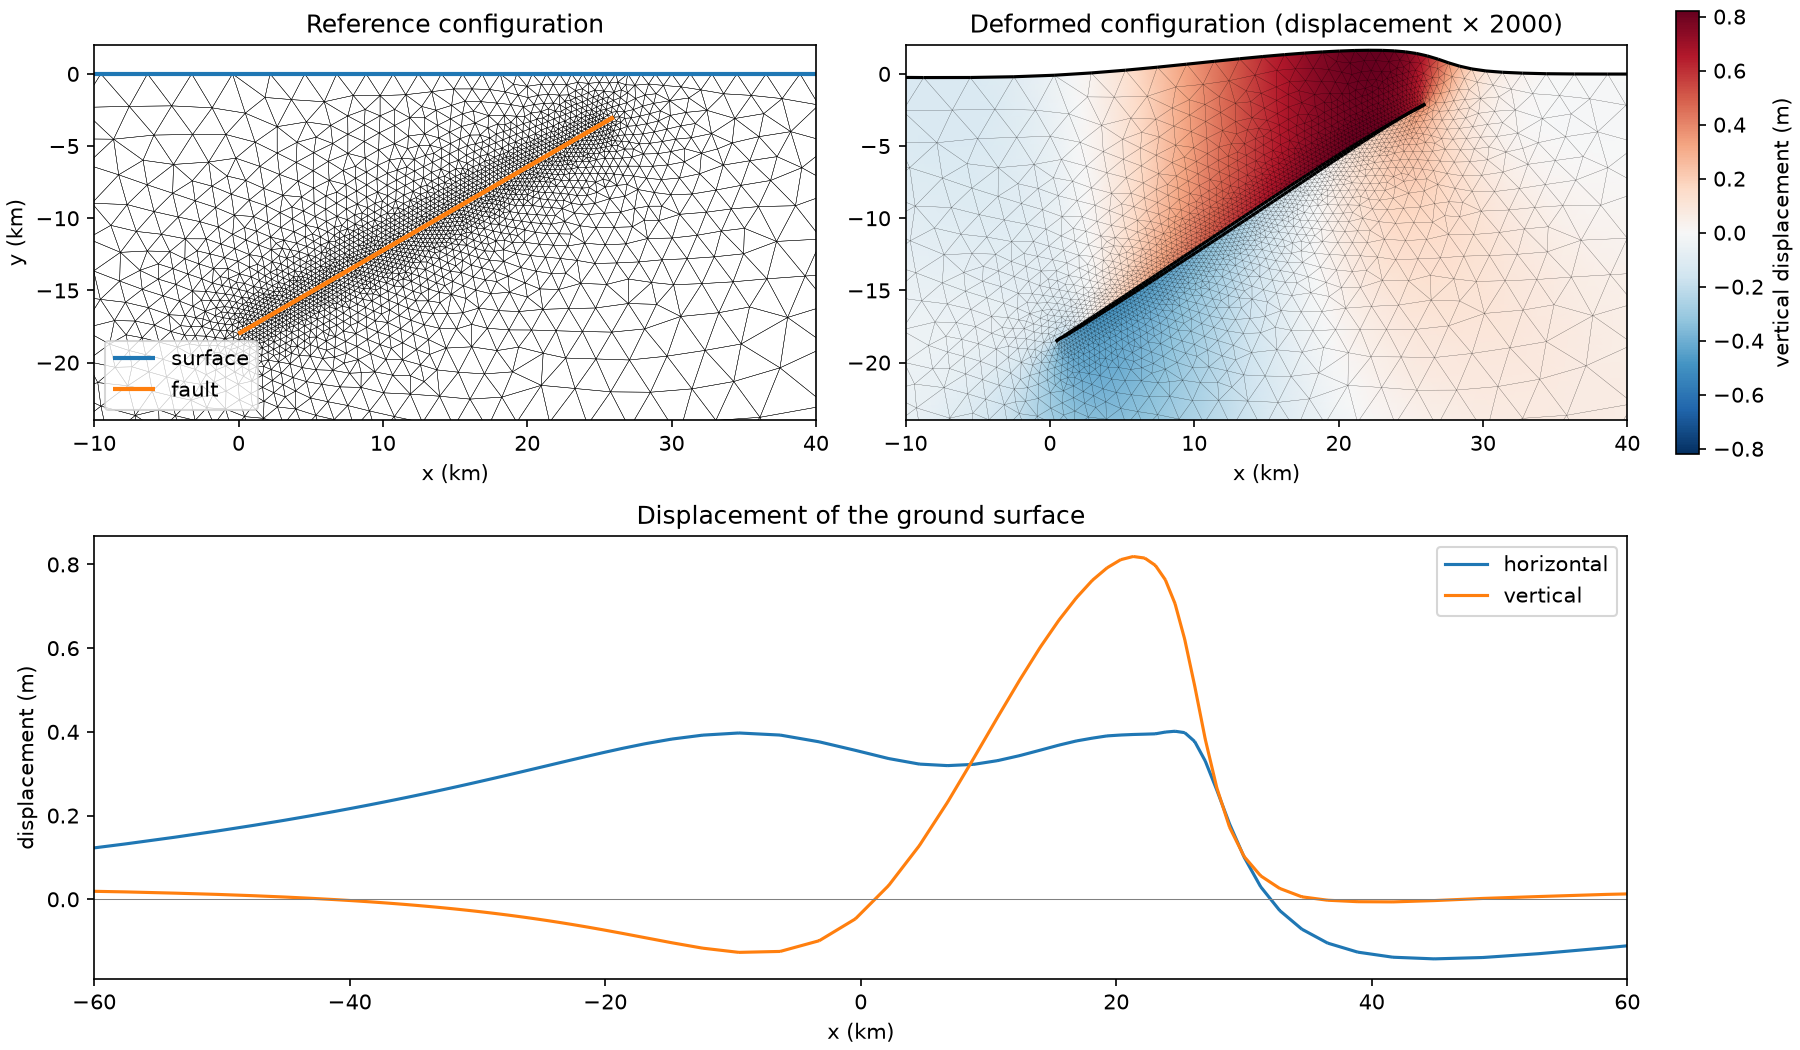 Reference configuration
0
−5
−10
−15
−20
y (km)
surface
fault
−10 0 10 20 30 40
x (km)
Deformed configuration (displacement × 2000)
0
−5
−10
−15
−20
−10 0 10 20 30 40
x (km)
0.8
0.6
0.4
0.2
0.0
−0.2
−0.4
−0.6
−0.8
vertical displacement (m)
Displacement of the ground surface
0.8
0.6
0.4
0.2
0.0
displacement (m)
horizontal
vertical
−60 −40 −20 0 20 40 60
x (km)